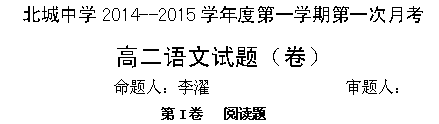 北城中学 2014--2015 学年度第一学期第一次月考
高二语文试题（卷）
命题人：李濯 审题人：
第 I 卷 阅读题